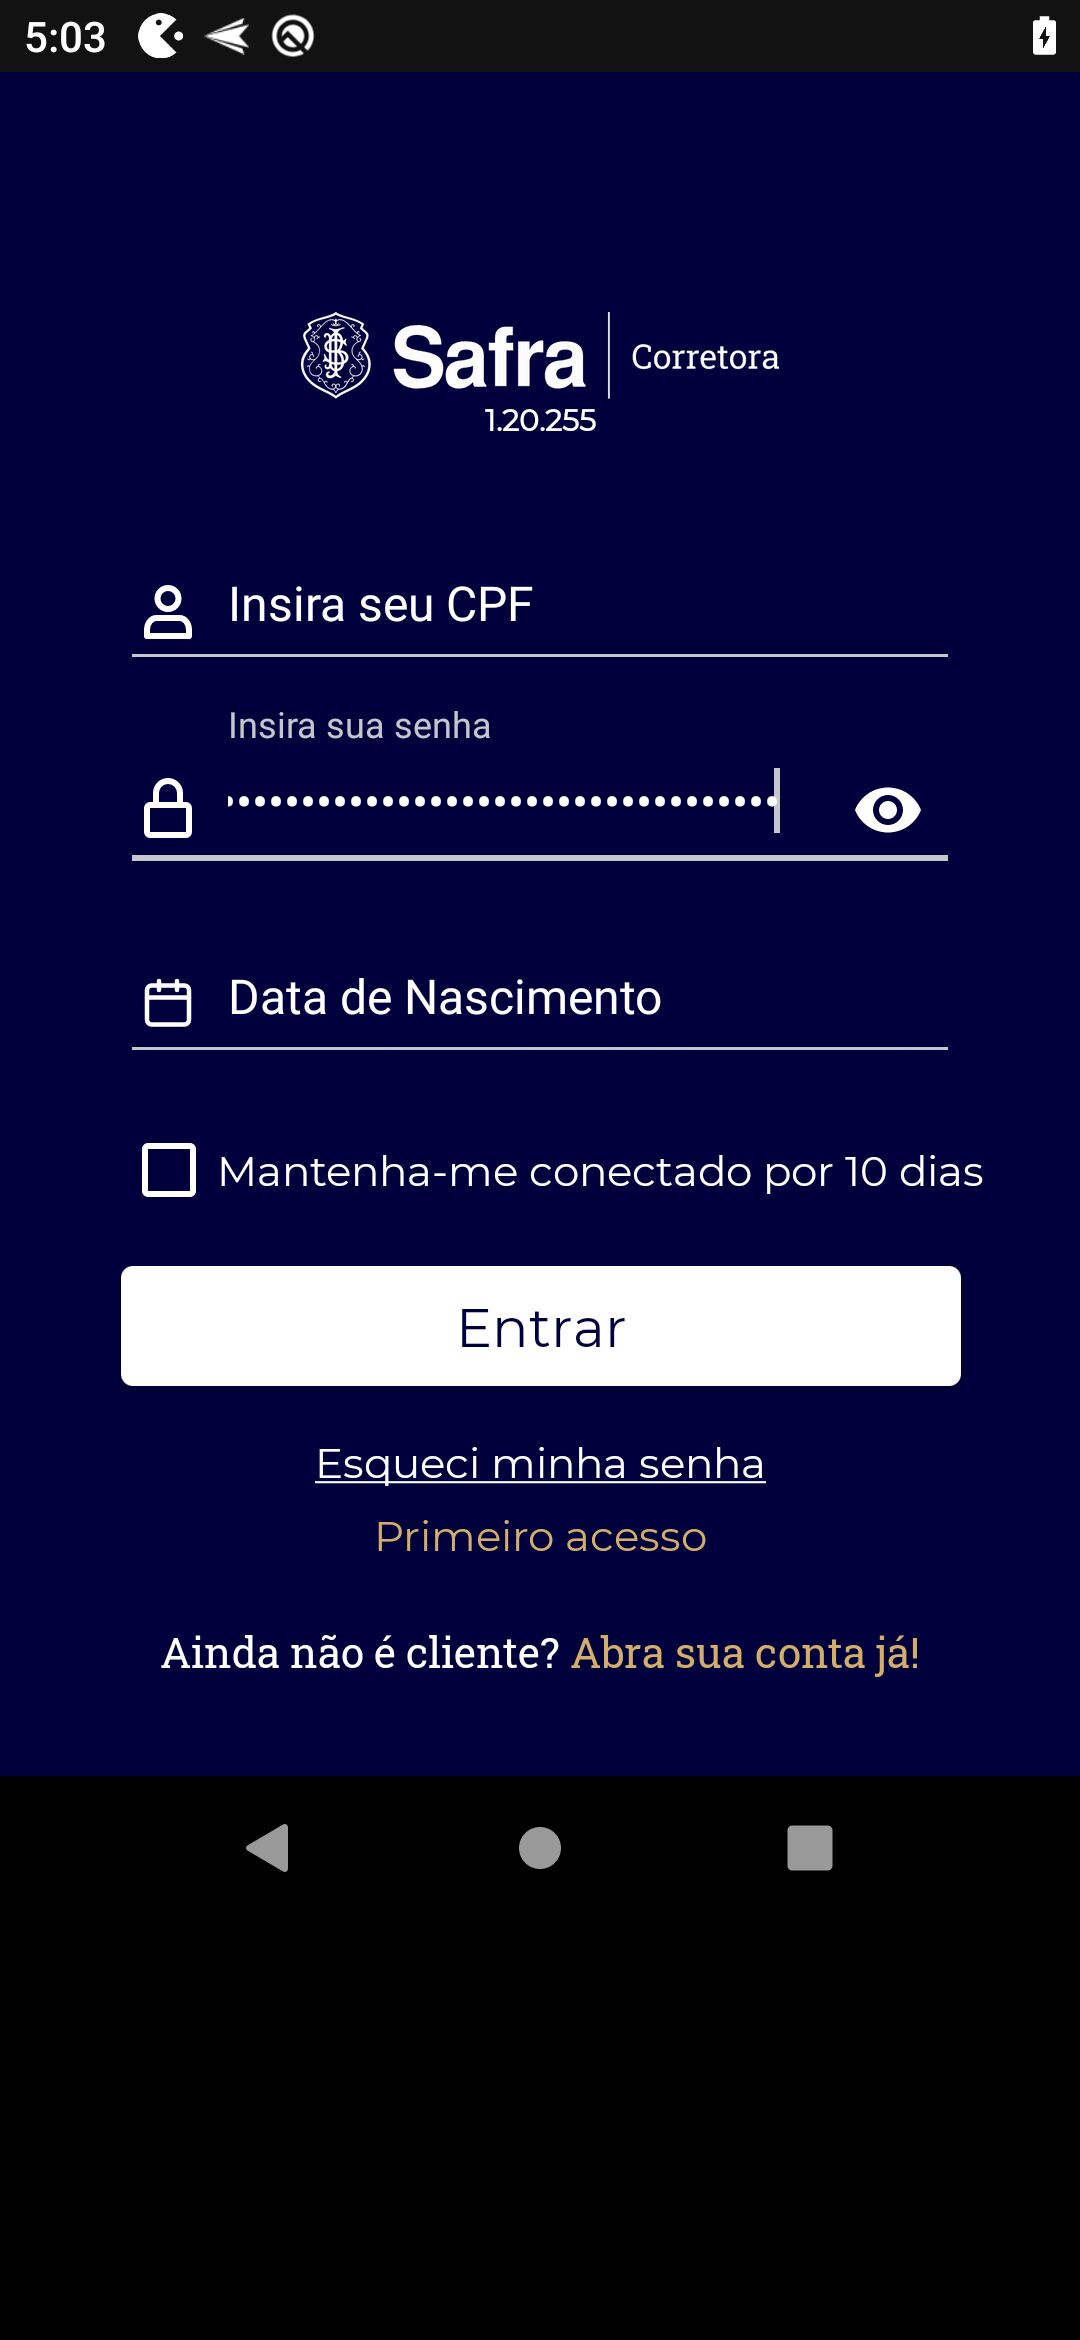 5:03
Safra Corretora
1.20.255
Insira seu CPF
Insira sua senha
Data de Nascimento
Mantenha-me conectado por 10 dias
Entrar
Esqueci minha senha
Primeiro acesso
Ainda não é cliente? Abra sua conta já!